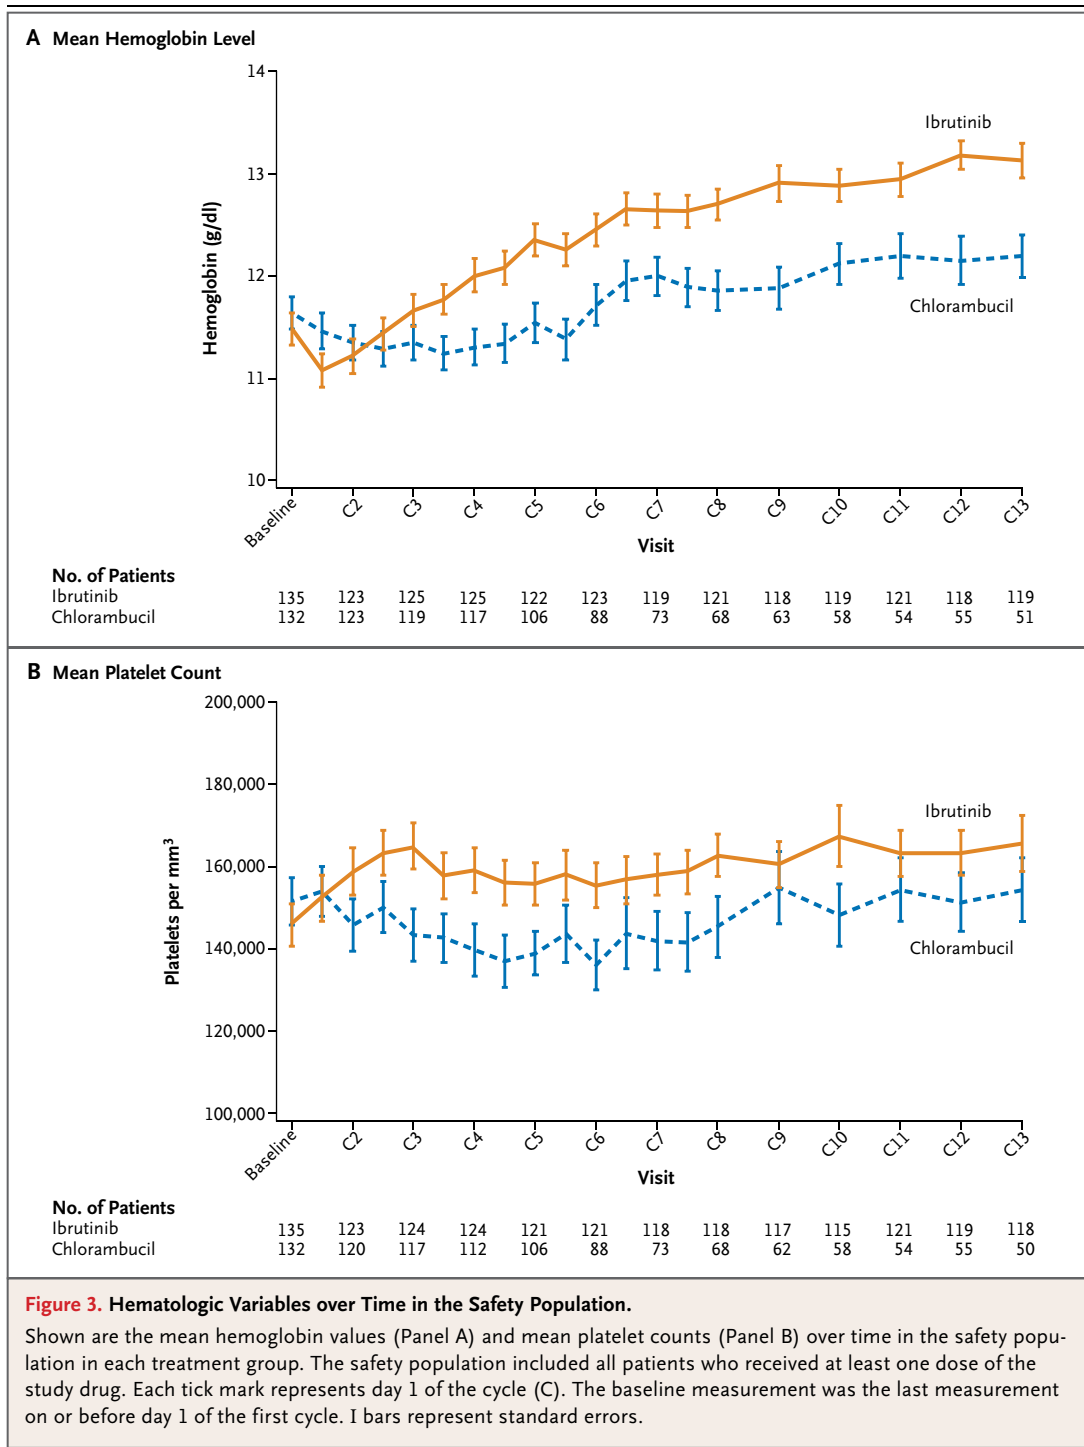 A Mean Hemoglobin Level
14
13
12
11
10
Hemoglobin (g/dl)
Ibrutinib
Chlorambucil
Baseline C2 C3 C4 C5 C6 C7 C8 C9 C10 C11 C12 C13
Visit
No. of Patients
Ibrutinib 135 123 125 125 122 123 119 121 118 119 121 118 119
Chlorambucil 132 123 119 117 106 88 73 68 63 58 54 55 51
B Mean Platelet Count
200,000
180,000
160,000
140,000
120,000
100,000
Platelets per mm³
Ibrutinib
Chlorambucil
Baseline C2 C3 C4 C5 C6 C7 C8 C9 C10 C11 C12 C13
Visit
No. of Patients
Ibrutinib 135 123 124 124 121 121 118 118 117 115 121 119 118
Chlorambucil 132 120 117 112 106 88 73 68 62 58 54 55 50
Figure 3. Hematologic Variables over Time in the Safety Population.
Shown are the mean hemoglobin values (Panel A) and mean platelet counts (Panel B) over time in the safety popu-
lation in each treatment group. The safety population included all patients who received at least one dose of the
study drug. Each tick mark represents day 1 of the cycle (C). The baseline measurement was the last measurement
on or before day 1 of the first cycle. I bars represent standard errors.